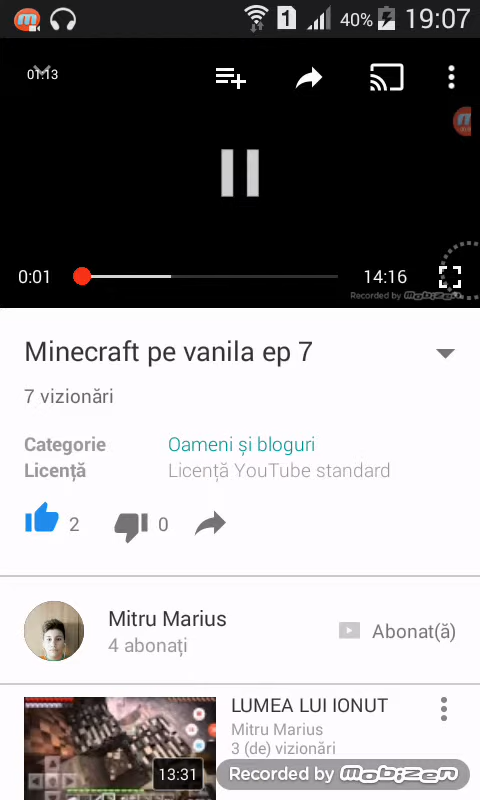 1 40% 19:07
01:13
0:01 14:16
Recorded by mobizen
Minecraft pe vanila ep 7
7 vizionări
Categorie Oameni și bloguri
Licență Licență YouTube standard
2 0
Mitru Marius
4 abonați
Abonat(ă)
LUMEA LUI IONUT
Mitru Marius
3 (de) vizionări
13:31
Recorded by mobizen